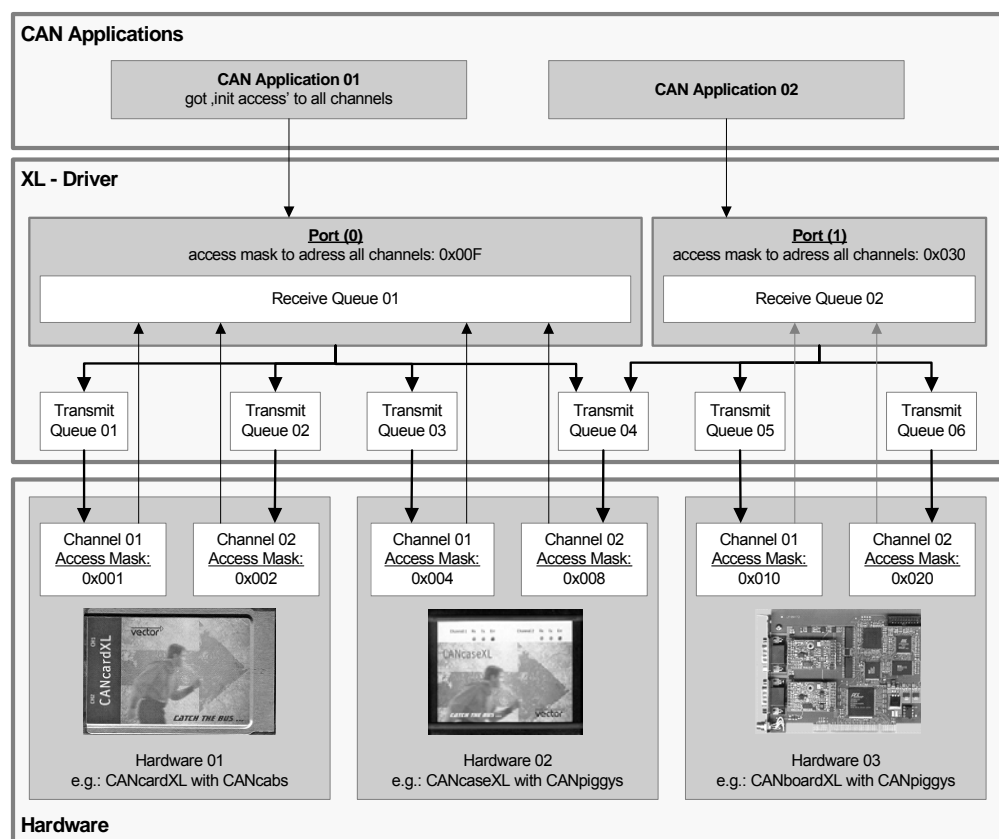 CAN Applications
CAN Application 01
got ‚init access’ to all channels
CAN Application 02
XL - Driver
Port (0)
access mask to adress all channels: 0x00F
Receive Queue 01
Port (1)
access mask to adress all channels: 0x030
Receive Queue 02
Transmit
Queue 01
Transmit
Queue 02
Transmit
Queue 03
Transmit
Queue 04
Transmit
Queue 05
Transmit
Queue 06
Channel 01
Access Mask:
0x001
Channel 02
Access Mask:
0x002
Channel 01
Access Mask:
0x004
Channel 02
Access Mask:
0x008
Channel 01
Access Mask:
0x010
Channel 02
Access Mask:
0x020
CANcardXL
CH1
CH2
vector
CATCH THE BUS ...
CANcaseXL
CATCH THE BUS ...
vector
Hardware 01
e.g.: CANcardXL with CANcabs
Hardware 02
e.g.: CANcaseXL with CANpiggys
Hardware 03
e.g.: CANboardXL with CANpiggys
Hardware